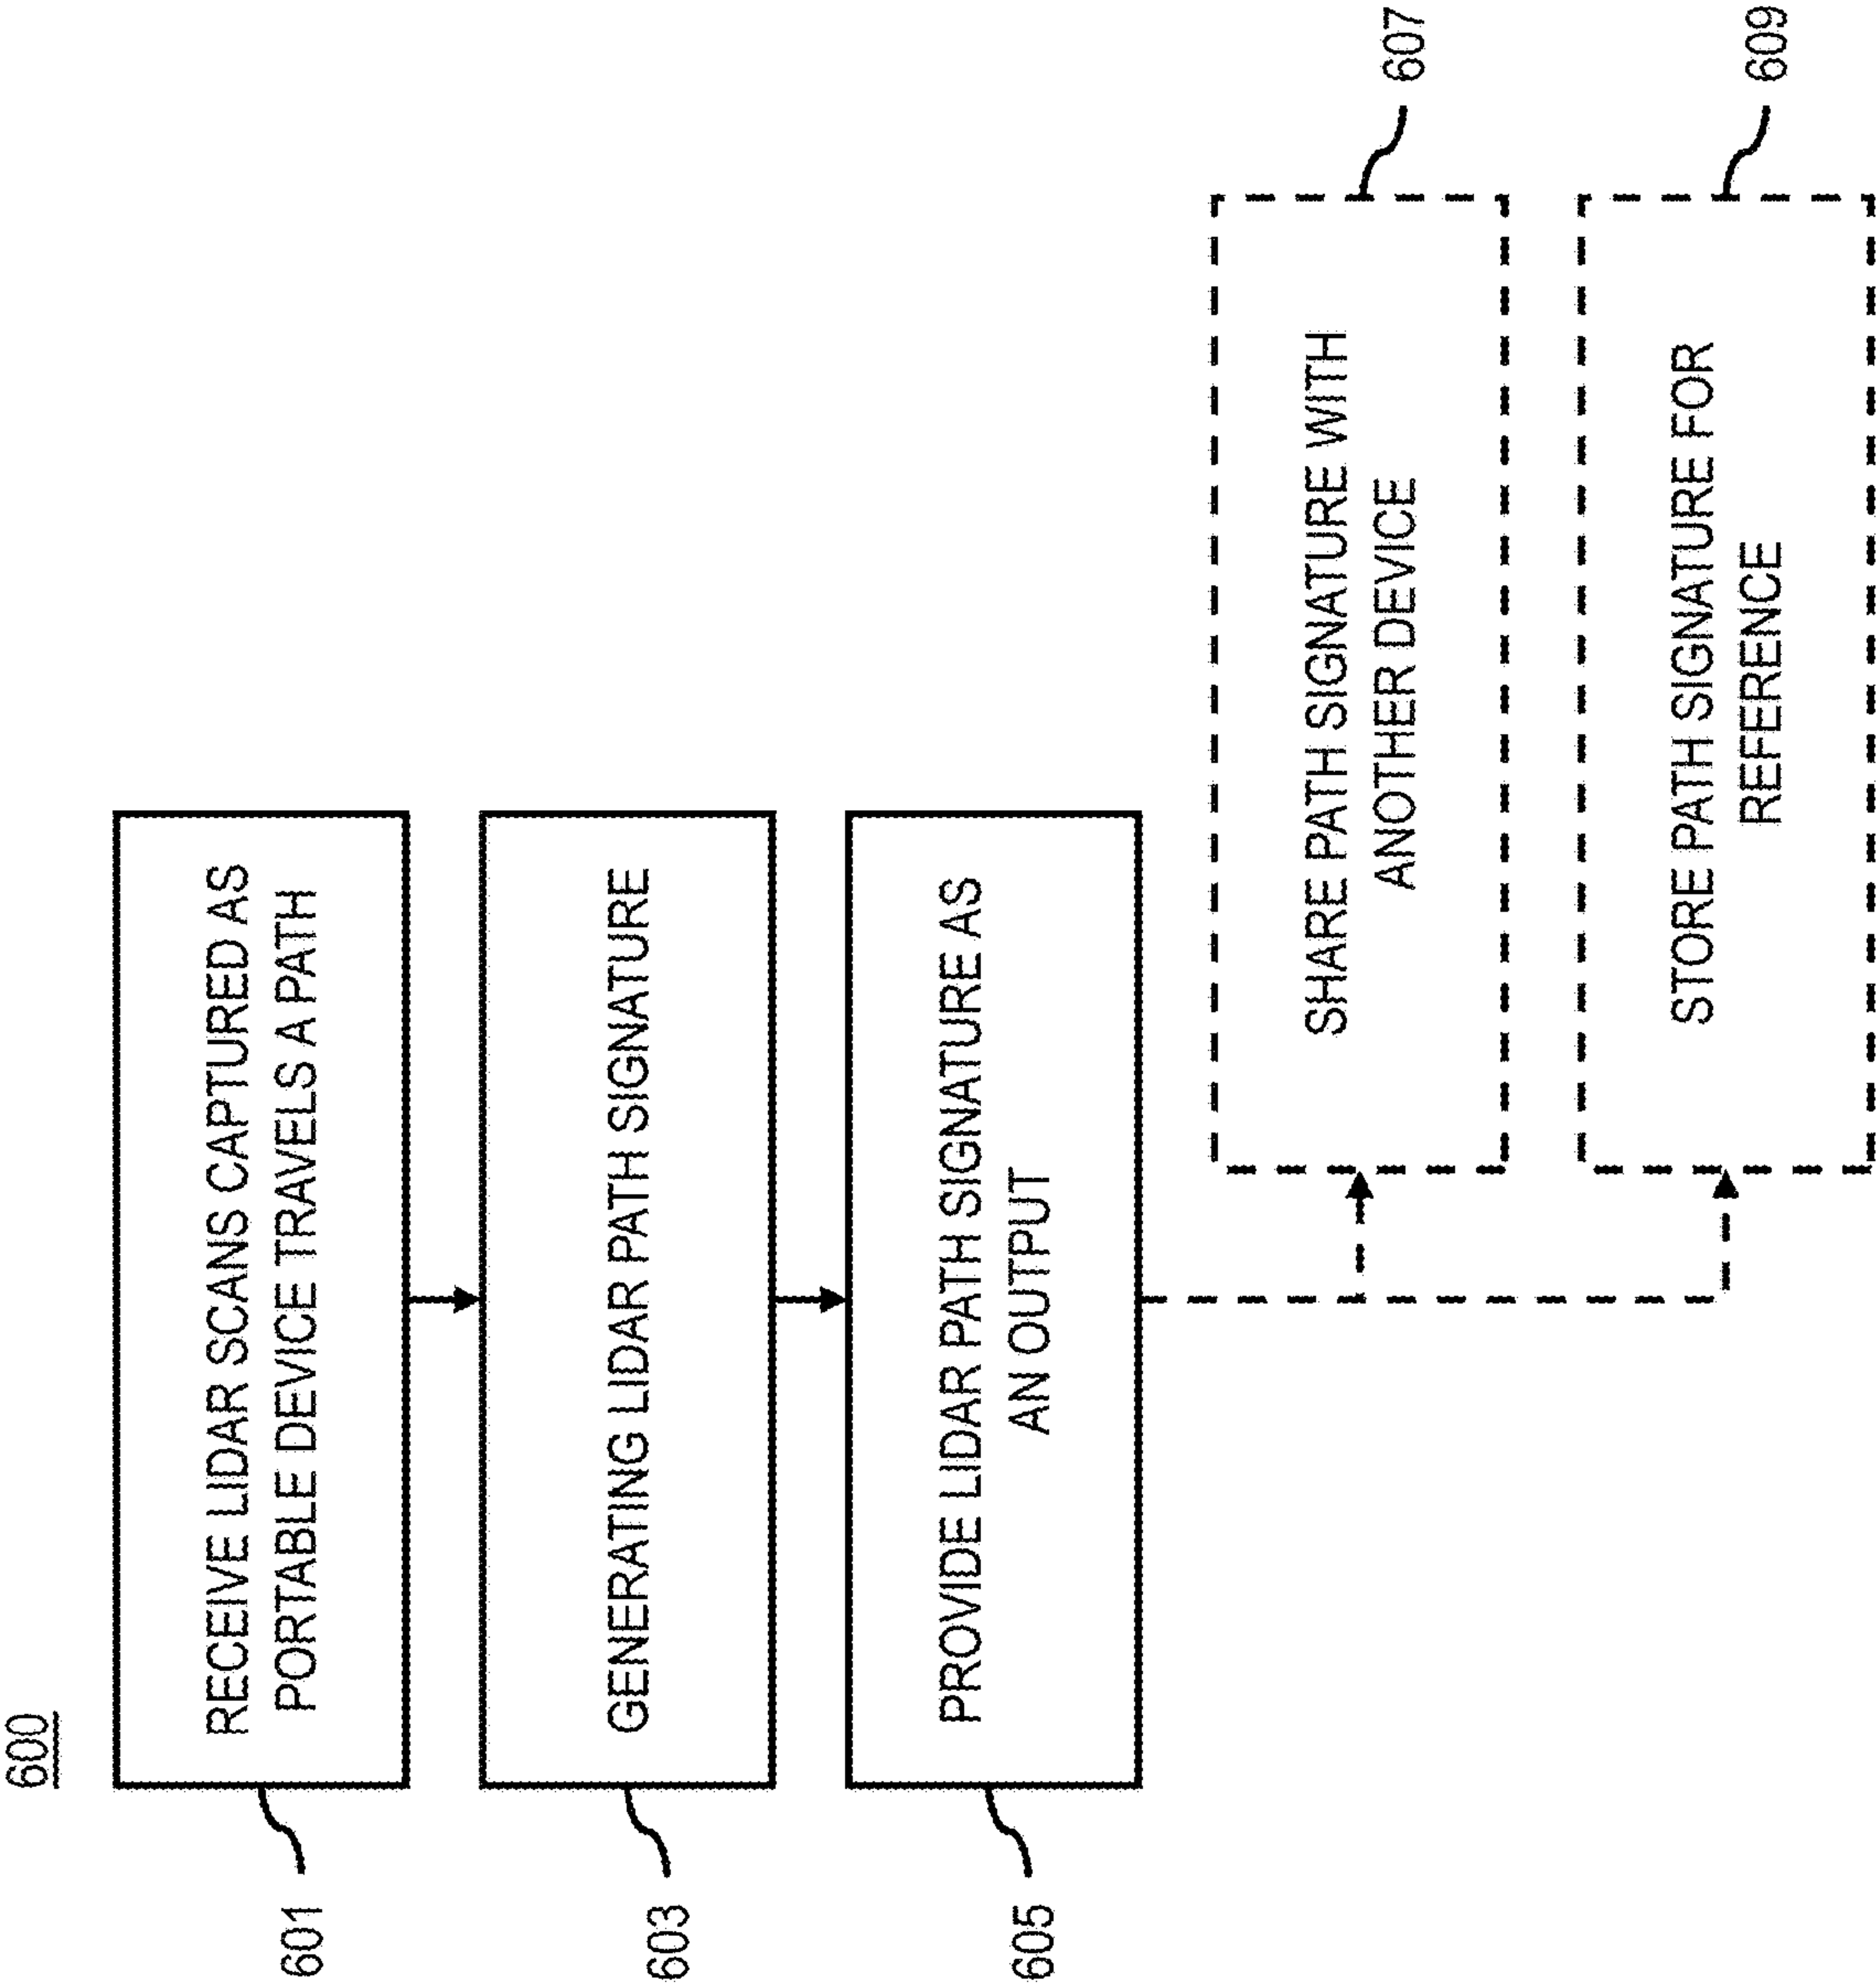 600
601
RECEIVE LIDAR SCANS CAPTURED AS
PORTABLE DEVICE TRAVELS A PATH
603
GENERATING LIDAR PATH SIGNATURE
605
PROVIDE LIDAR PATH SIGNATURE AS
AN OUTPUT
SHARE PATH SIGNATURE WITH
ANOTHER DEVICE
607
STORE PATH SIGNATURE FOR
REFERENCE
609